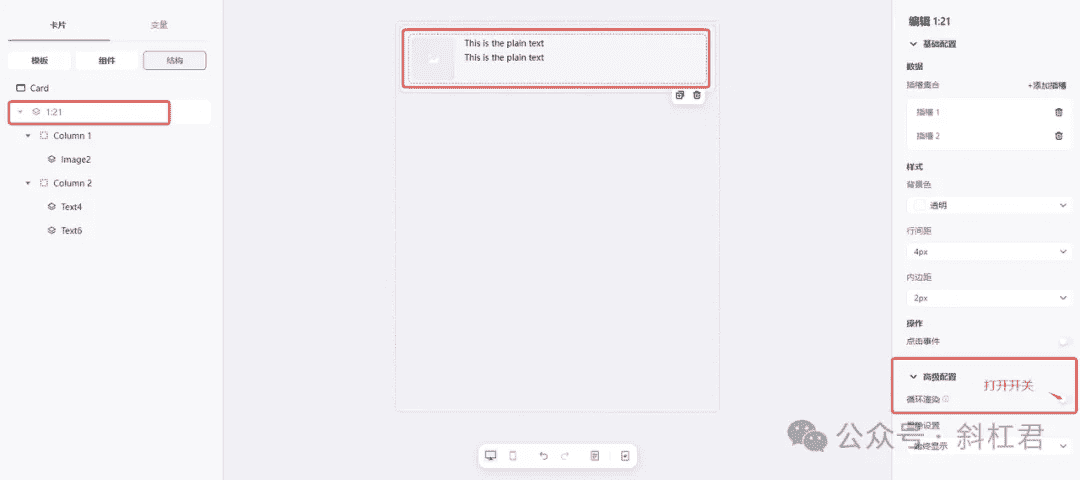 卡片
变量
模板
组件
结构
Card
1:21
Column 1
Image2
Column 2
Text4
Text6
This is the plain text
This is the plain text
编辑 1:21
基础配置
数据
+添加插槽
插槽 1
插槽 2
样式
背景色
透明
行间距
4px
内边距
2px
操作
点击事件
高级配置
打开开关
循环渲染
公众号 · 斜杠君